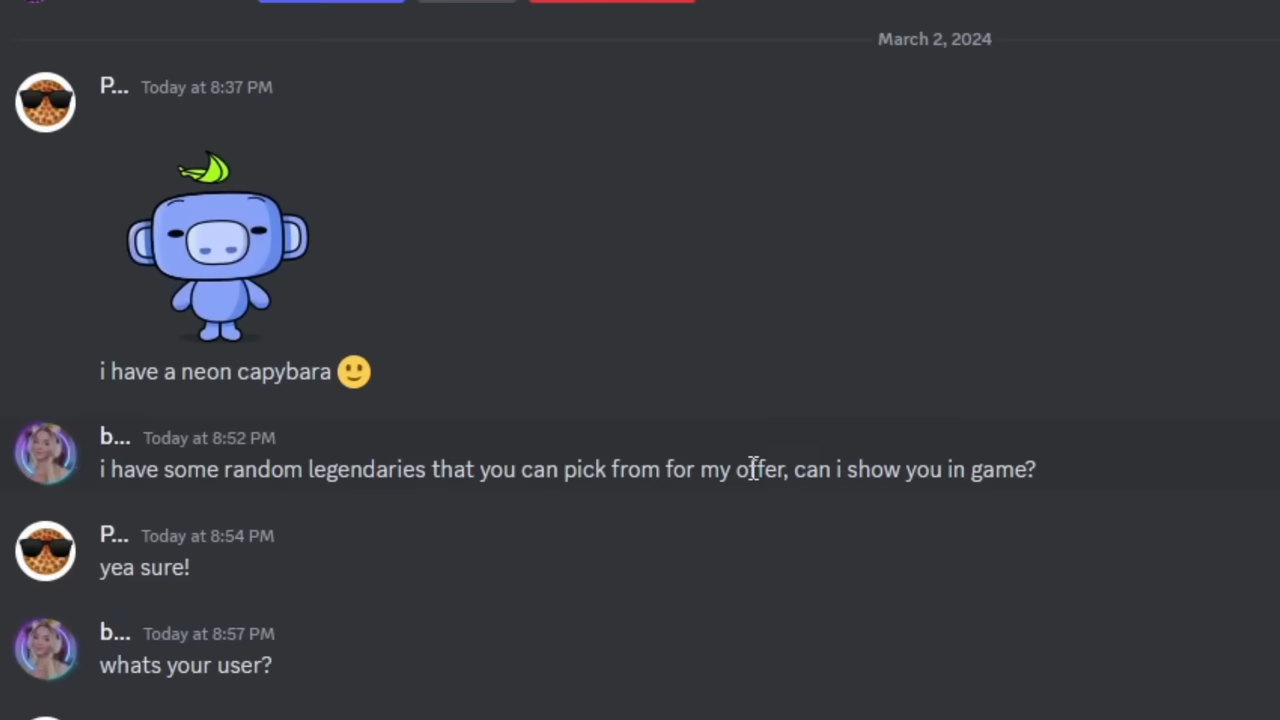 March 2, 2024
P... Today at 8:37 PM
i have a neon capybara
b... Today at 8:52 PM
i have some random legendaries that you can pick from for my offer, can i show you in game?
P... Today at 8:54 PM
yea sure!
b... Today at 8:57 PM
whats your user?